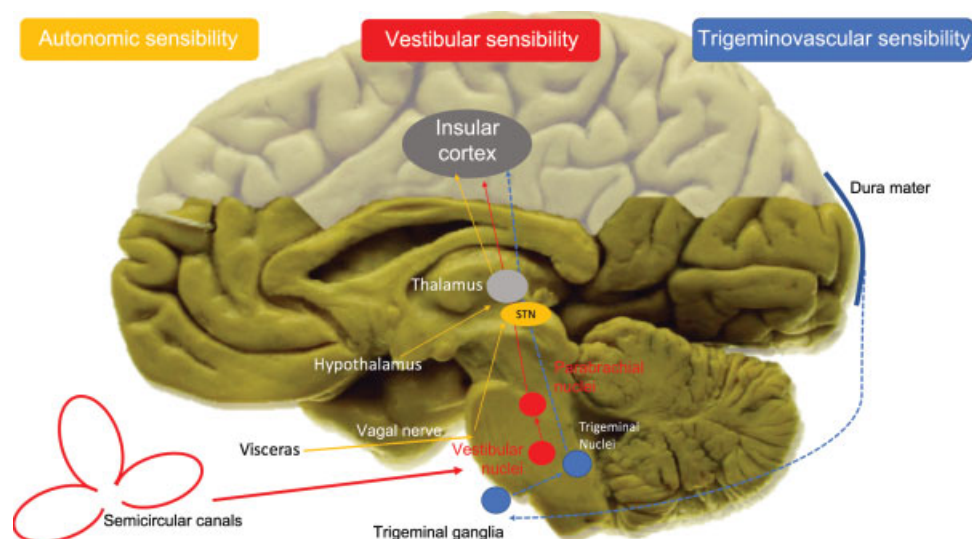 Autonomic sensibility
Vestibular sensibility
Trigeminovascular sensibility
Insular
cortex
Dura mater
Thalamus
STN
Hypothalamus
Peribrachial
nuclei
Vagal nerve
Trigeminal
Nuclei
Visceras
Vestibular
nuclei
Semicircular canals
Trigeminal ganglia